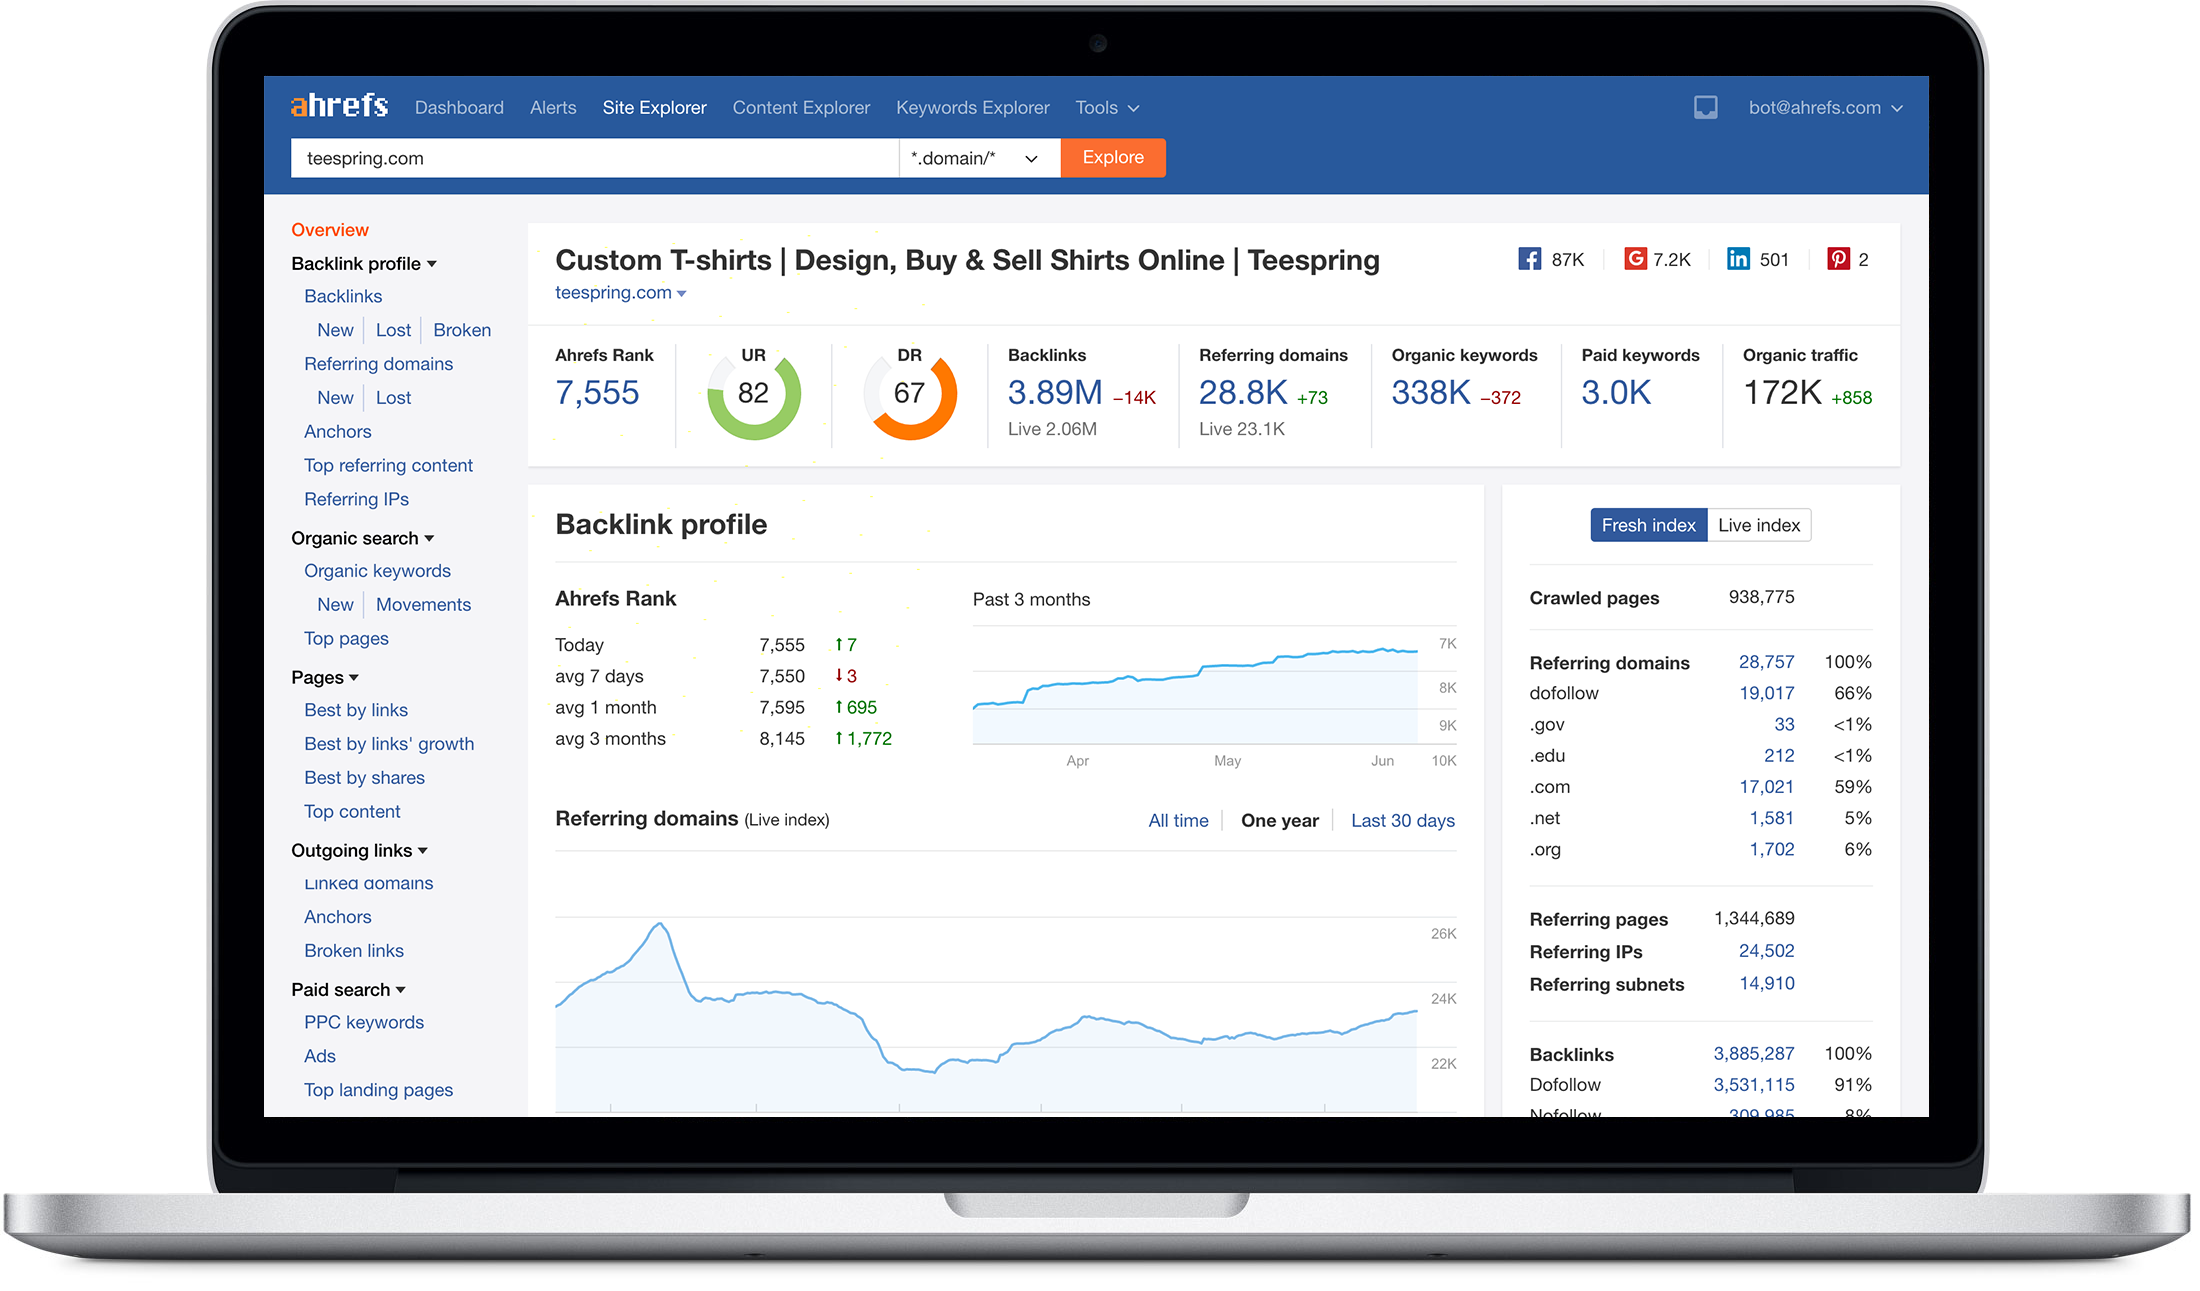 ahrefs Dashboard Alerts Site Explorer Content Explorer Keywords Explorer Tools bot@ahrefs.com
teespring.com *.domain/* Explore
Overview
Backlink profile
Backlinks
New Lost Broken
Referring domains
New Lost
Anchors
Top referring content
Referring IPs
Organic search
Organic keywords
New Movements
Top pages
Pages
Best by links
Best by links' growth
Best by shares
Top content
Outgoing links
Linked domains
Anchors
Broken links
Paid search
PPC keywords
Ads
Top landing pages
Custom T-shirts | Design, Buy & Sell Shirts Online | Teespring
teespring.com
87K G 7.2K in 501 2
Ahrefs Rank
7,555
UR
82
DR
67
Backlinks
3.89M –14K
Live 2.06M
Referring domains
28.8K +73
Live 23.1K
Organic keywords
338K –372
Paid keywords
3.0K
Organic traffic
172K +858
Backlink profile
Ahrefs Rank
Today 7,555 ↑7
avg 7 days 7,550 ↓3
avg 1 month 7,595 ↑695
avg 3 months 8,145 ↑1,772
Past 3 months
7K
8K
9K
Apr May Jun 10K
Referring domains (Live index) All time One year Last 30 days
26K
24K
22K
Fresh index Live index
Crawled pages 938,775
Referring domains 28,757 100%
dofollow 19,017 66%
.gov 33 <1%
.edu 212 <1%
.com 17,021 59%
.net 1,581 5%
.org 1,702 6%
Referring pages 1,344,689
Referring IPs 24,502
Referring subnets 14,910
Backlinks 3,885,287 100%
Dofollow 3,531,115 91%
Nofollow 309,985 8%